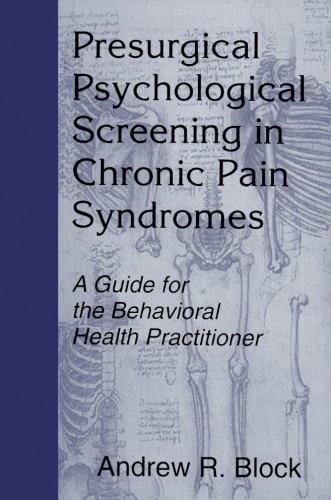 Presurgical
Psychological
Screening in
Chronic Pain
Syndromes
A Guide for
the Behavioral
Health Practitioner
Andrew R. Block